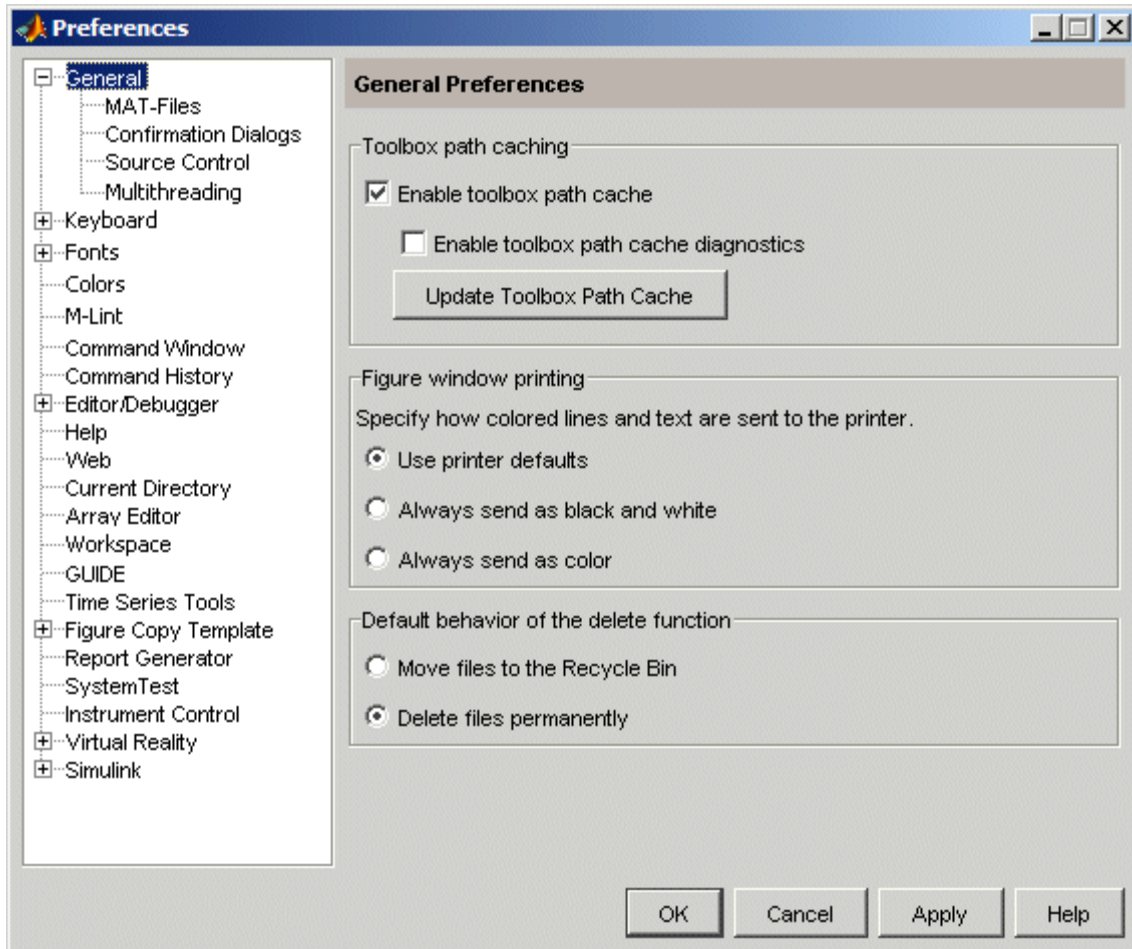 Preferences
General
MAT-Files
Confirmation Dialogs
Source Control
Multithreading
Keyboard
Fonts
Colors
M-Lint
Command Window
Command History
Editor/Debugger
Help
Web
Current Directory
Array Editor
Workspace
GUIDE
Time Series Tools
Figure Copy Template
Report Generator
SystemTest
Instrument Control
Virtual Reality
Simulink
General Preferences
Toolbox path caching
Enable toolbox path cache
Enable toolbox path cache diagnostics
Update Toolbox Path Cache
Figure window printing
Specify how colored lines and text are sent to the printer.
Use printer defaults
Always send as black and white
Always send as color
Default behavior of the delete function
Move files to the Recycle Bin
Delete files permanently
OK
Cancel
Apply
Help